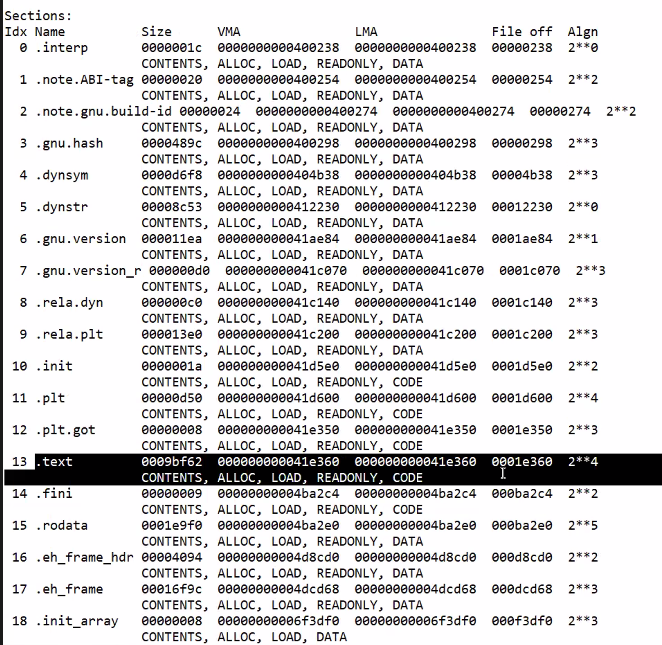 Sections:
Idx Name Size VMA LMA File off Algn
0 .interp 0000001c 0000000000400238 0000000000400238 00000238 2**0
CONTENTS, ALLOC, LOAD, READONLY, DATA
1 .note.ABI-tag 00000020 0000000000400254 0000000000400254 00000254 2**2
CONTENTS, ALLOC, LOAD, READONLY, DATA
2 .note.gnu.build-id 00000024 0000000000400274 0000000000400274 00000274 2**2
CONTENTS, ALLOC, LOAD, READONLY, DATA
3 .gnu.hash 0000489c 0000000000400298 0000000000400298 00000298 2**3
CONTENTS, ALLOC, LOAD, READONLY, DATA
4 .dynsym 0000d6f8 0000000000404b38 0000000000404b38 00004b38 2**3
CONTENTS, ALLOC, LOAD, READONLY, DATA
5 .dynstr 00008c53 0000000000412230 0000000000412230 00012230 2**0
CONTENTS, ALLOC, LOAD, READONLY, DATA
6 .gnu.version 000011ea 000000000041ae84 000000000041ae84 0001ae84 2**1
CONTENTS, ALLOC, LOAD, READONLY, DATA
7 .gnu.version_r 000000d0 000000000041c070 000000000041c070 0001c070 2**3
CONTENTS, ALLOC, LOAD, READONLY, DATA
8 .rela.dyn 000000c0 000000000041c140 000000000041c140 0001c140 2**3
CONTENTS, ALLOC, LOAD, READONLY, DATA
9 .rela.plt 000013e0 000000000041c200 000000000041c200 0001c200 2**3
CONTENTS, ALLOC, LOAD, READONLY, DATA
10 .init 0000001a 000000000041d5e0 000000000041d5e0 0001d5e0 2**2
CONTENTS, ALLOC, LOAD, READONLY, CODE
11 .plt 00000d50 000000000041d600 000000000041d600 0001d600 2**4
CONTENTS, ALLOC, LOAD, READONLY, CODE
12 .plt.got 00000008 000000000041e350 000000000041e350 0001e350 2**3
CONTENTS, ALLOC, LOAD, READONLY, CODE
13 .text 0009bf62 000000000041e360 000000000041e360 0001e360 2**4
CONTENTS, ALLOC, LOAD, READONLY, CODE
14 .fini 00000009 00000000004ba2c4 00000000004ba2c4 000ba2c4 2**2
CONTENTS, ALLOC, LOAD, READONLY, CODE
15 .rodata 0001e9f0 00000000004ba2e0 00000000004ba2e0 000ba2e0 2**5
CONTENTS, ALLOC, LOAD, READONLY, DATA
16 .eh_frame_hdr 00004094 00000000004d8cd0 00000000004d8cd0 000d8cd0 2**2
CONTENTS, ALLOC, LOAD, READONLY, DATA
17 .eh_frame 00016f9c 00000000004dcd68 00000000004dcd68 000dcd68 2**3
CONTENTS, ALLOC, LOAD, READONLY, DATA
18 .init_array 00000008 00000000006f3df0 00000000006f3df0 000f3df0 2**3
CONTENTS, ALLOC, LOAD, DATA